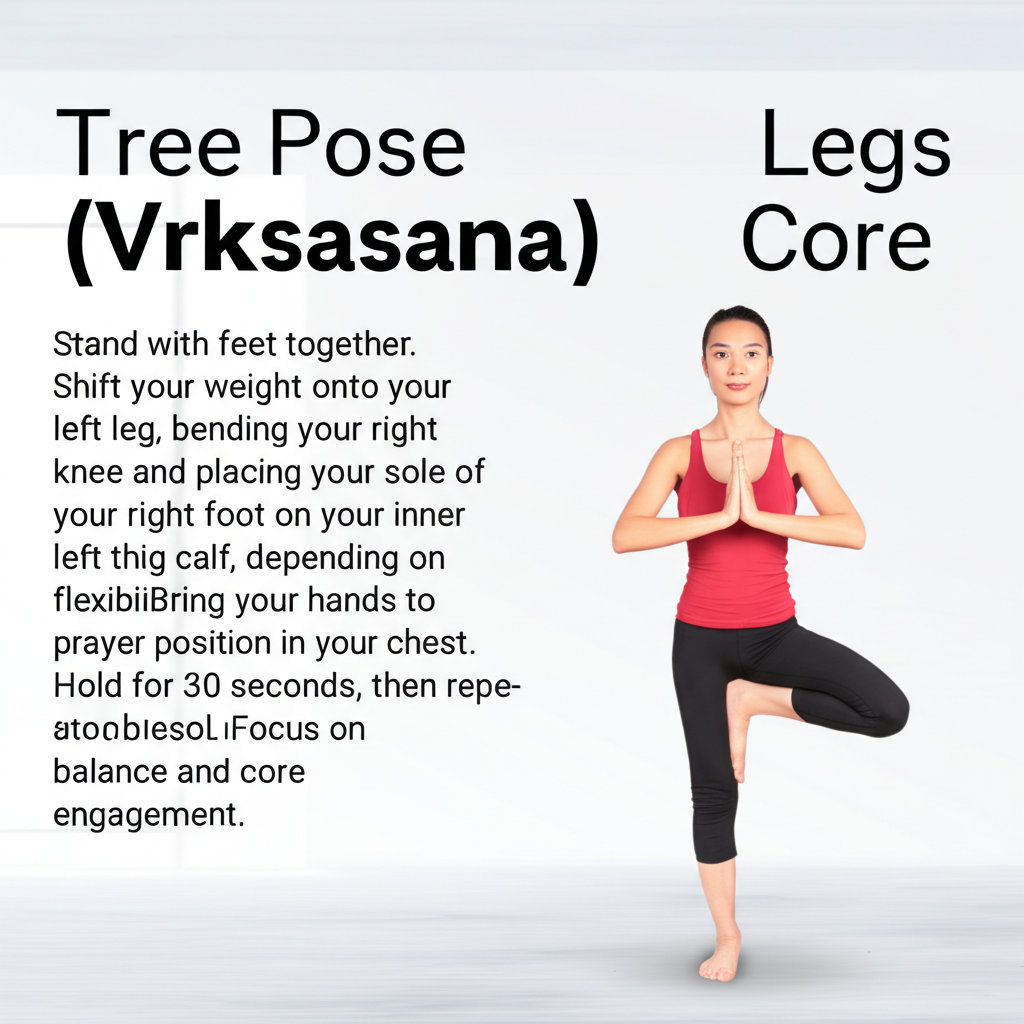 Tree Pose
(Vrksasana)
Legs
Core
Stand with feet together.
Shift your weight onto your
left leg, bending your right
knee and placing your sole of
your right foot on your inner
left thig calf, depending on
flexibiiBring your hands to
prayer position in your chest.
Hold for 30 seconds, then repe-
Focus on
balance and core
engagement.